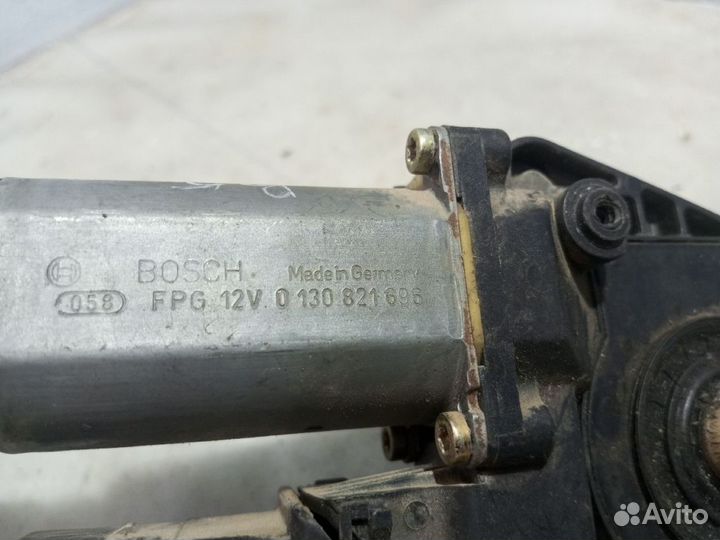 BOSCH Made in Germany
058 FPG 12V. 0 130 821 696
Avito